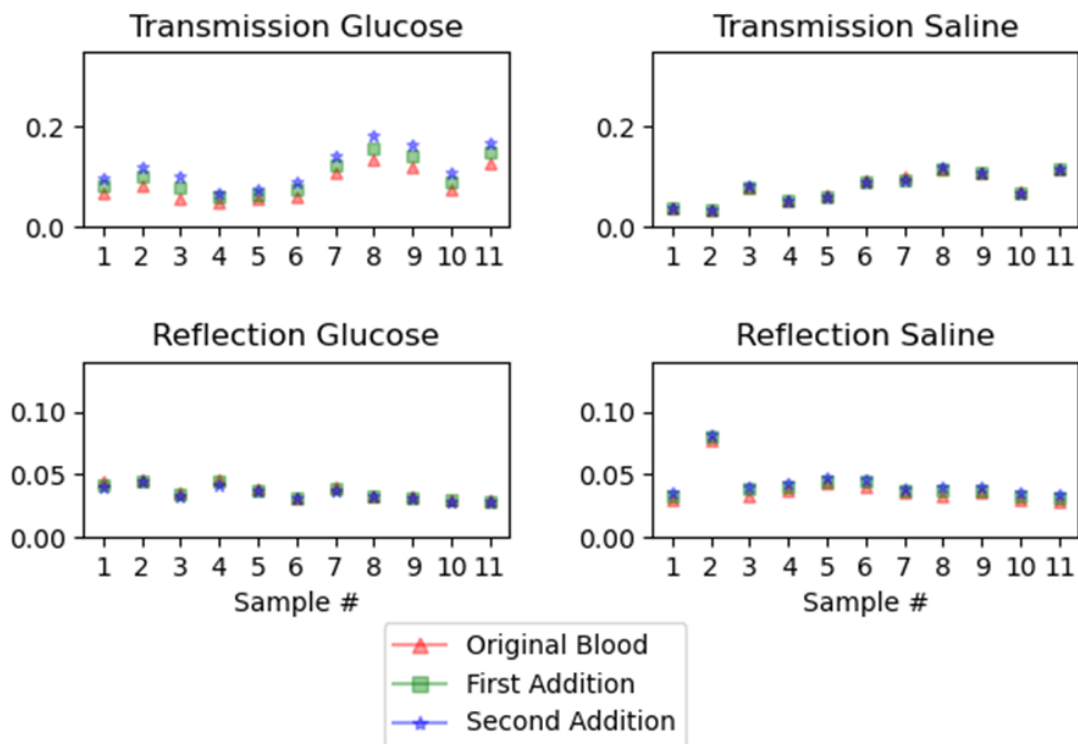 Transmission Glucose
0.2
0.0
1 2 3 4 5 6 7 8 9 10 11
Transmission Saline
0.2
0.0
1 2 3 4 5 6 7 8 9 10 11
Reflection Glucose
0.10
0.05
0.00
1 2 3 4 5 6 7 8 9 10 11
Sample #
Reflection Saline
0.10
0.05
0.00
1 2 3 4 5 6 7 8 9 10 11
Sample #
Original Blood
First Addition
Second Addition